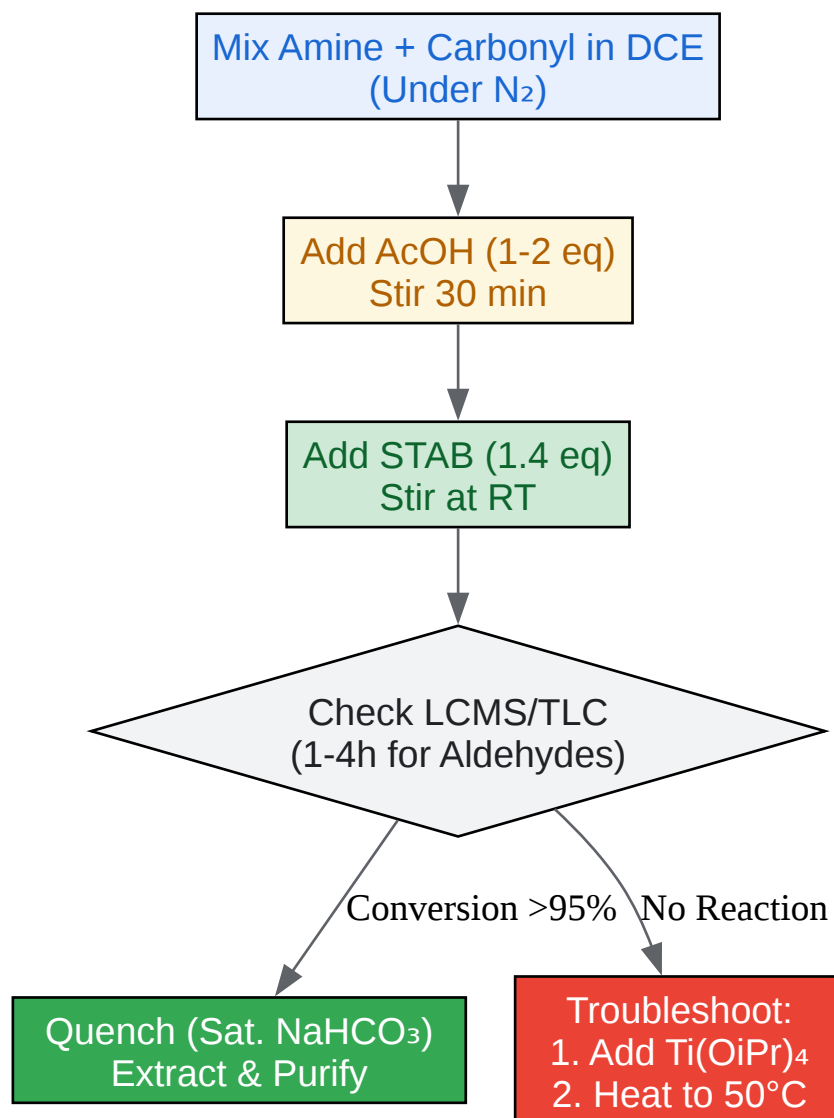 Mix Amine + Carbonyl in DCE
(Under N₂)
Add AcOH (1-2 eq)
Stir 30 min
Add STAB (1.4 eq)
Stir at RT
Check LCMS/TLC
(1-4h for Aldehydes)
Conversion >95%
No Reaction
Quench (Sat. NaHCO₃)
Extract & Purify
Troubleshoot:
1. Add Ti(OiPr)₄
2. Heat to 50°C